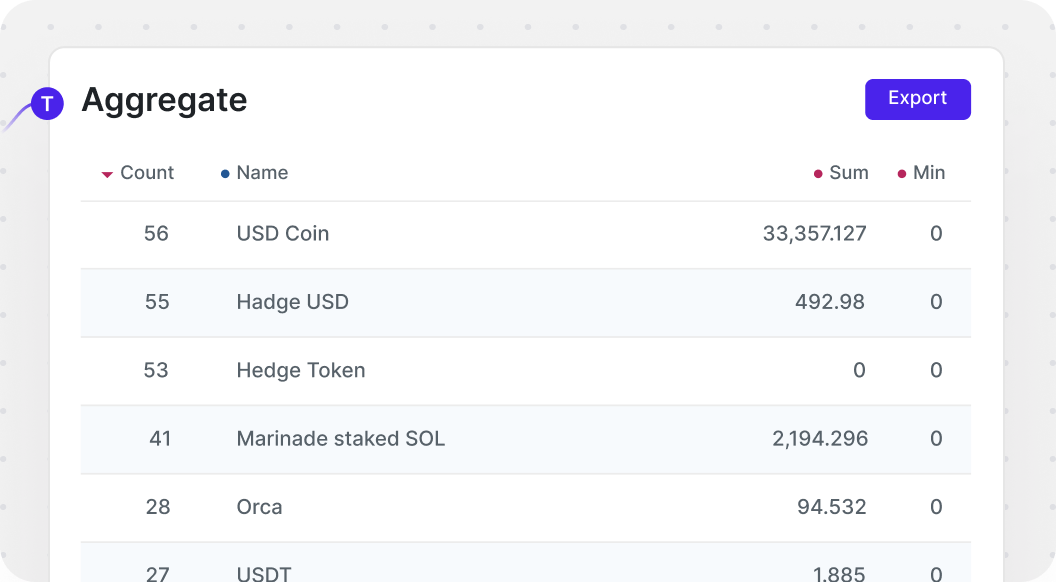 T Aggregate Export
Count Name Sum Min
56 USD Coin 33,357.127 0
55 Hadge USD 492.98 0
53 Hedge Token 0 0
41 Marinade staked SOL 2,194.296 0
28 Orca 94.532 0
27 USDT 1.885 0